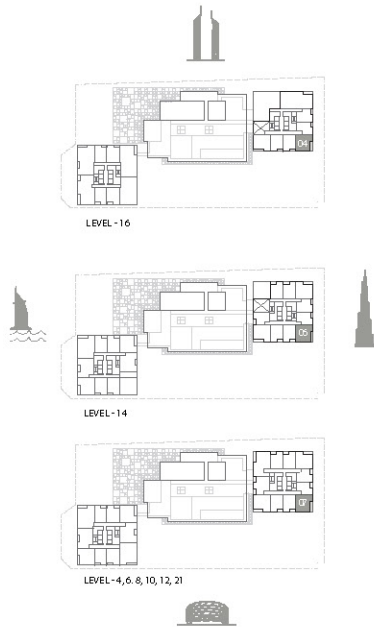 04
LEVEL - 16
05
LEVEL - 14
07
LEVEL - 4, 6. 8, 10, 12, 21